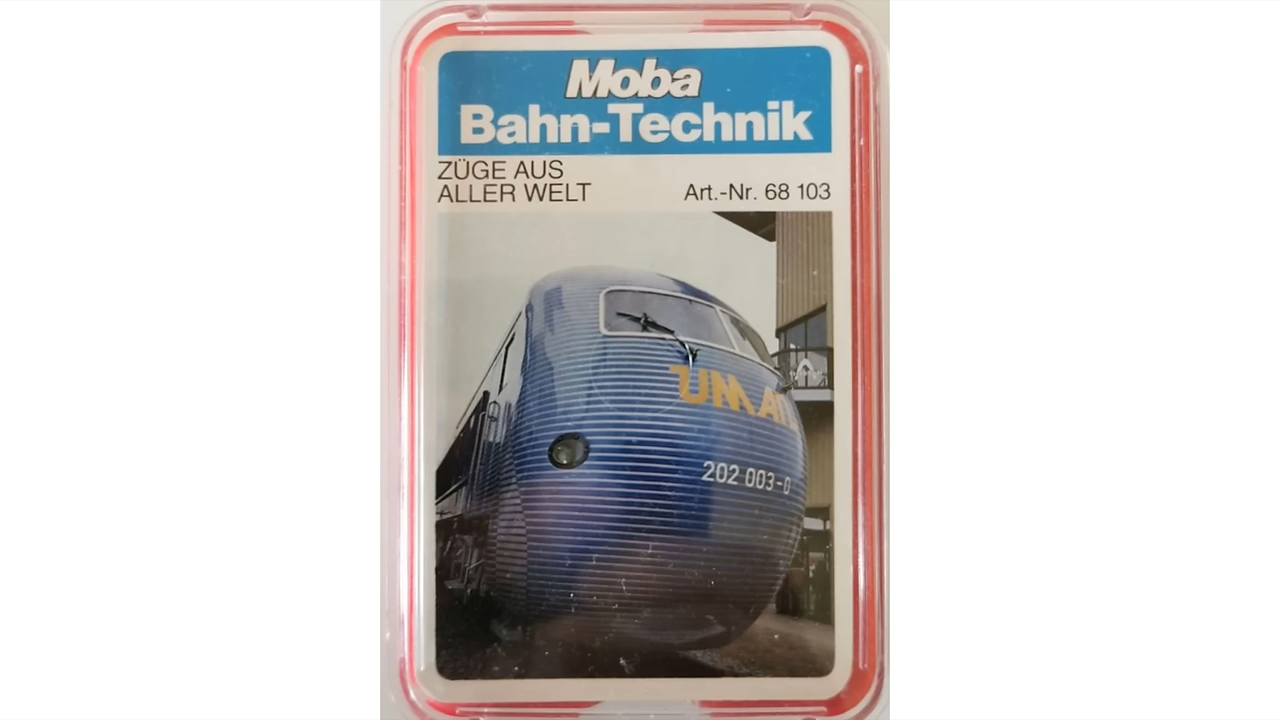 Moba
Bahn-Technik
ZÜGE AUS
ALLER WELT
Art.-Nr. 68 103
202 003-0